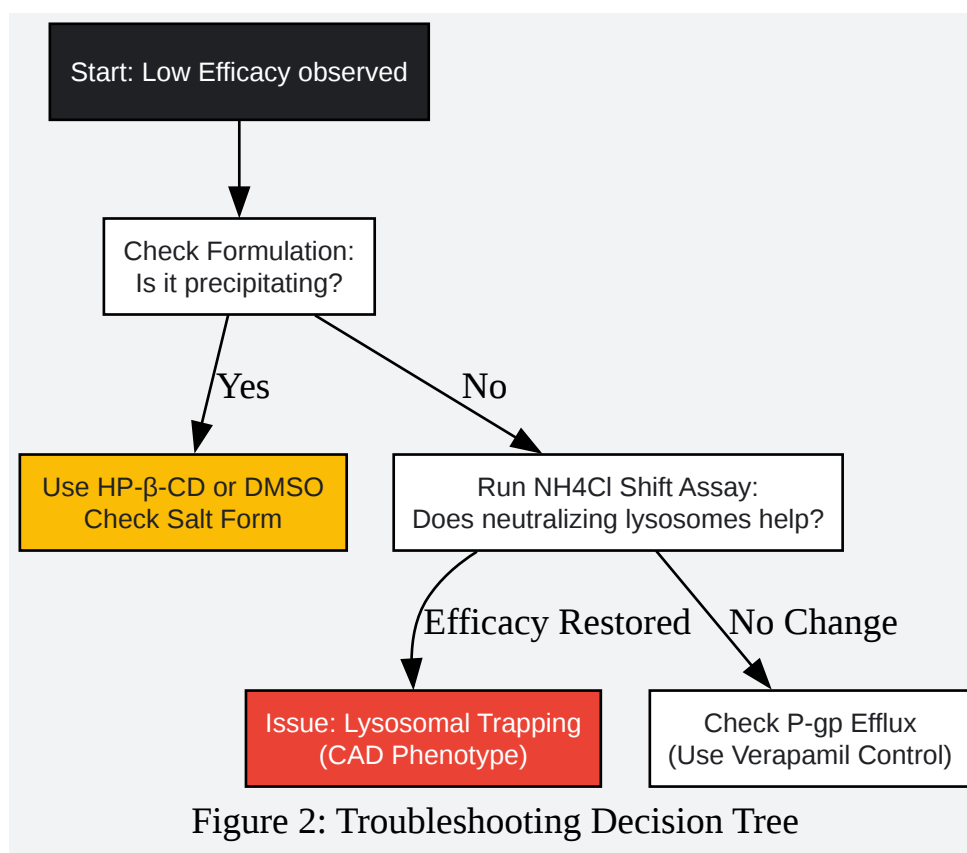 Start: Low Efficacy observed
Check Formulation:
Is it precipitating?
Yes
No
Use HP-β-CD or DMSO
Check Salt Form
Run NH4Cl Shift Assay:
Does neutralizing lysosomes help?
Efficacy Restored
No Change
Issue: Lysosomal Trapping
(CAD Phenotype)
Check P-gp Efflux
(Use Verapamil Control)
Figure 2: Troubleshooting Decision Tree